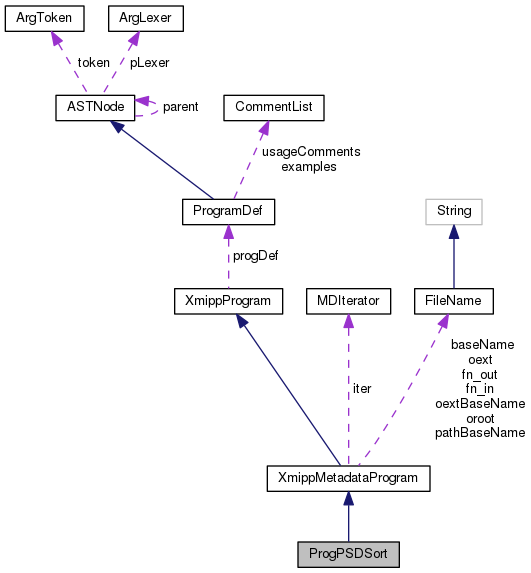 ArgToken
ArgLexer
token
pLexer
ASTNode
parent
CommentList
usageComments
examples
ProgramDef
String
progDef
XmippProgram
MDIterator
FileName
baseName
oext
fn_out
fn_in
oextBaseName
oroot
pathBaseName
iter
XmippMetadataProgram
ProgPSDSort